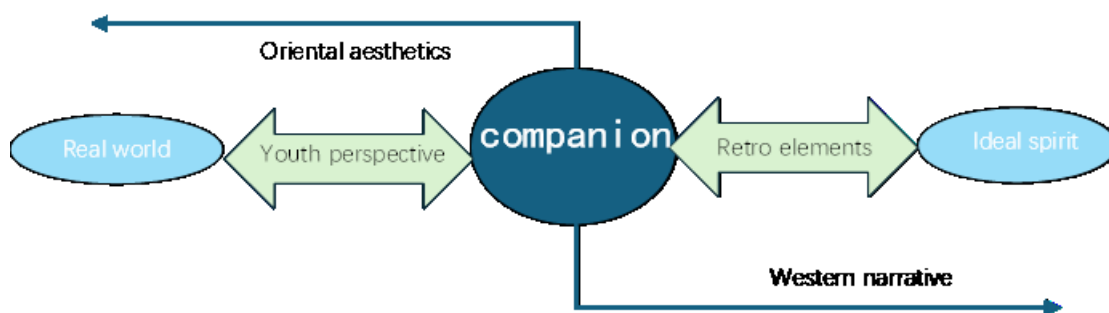 Oriental aesthetics
Real world
Youth perspective
companion
Retro elements
Ideal spirit
Western narrative